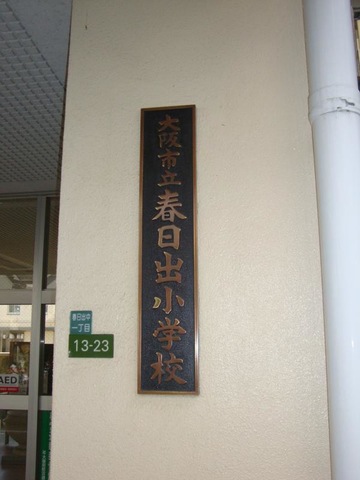 大阪市立春日出小学校
春日出中
一丁目
13-23
AED